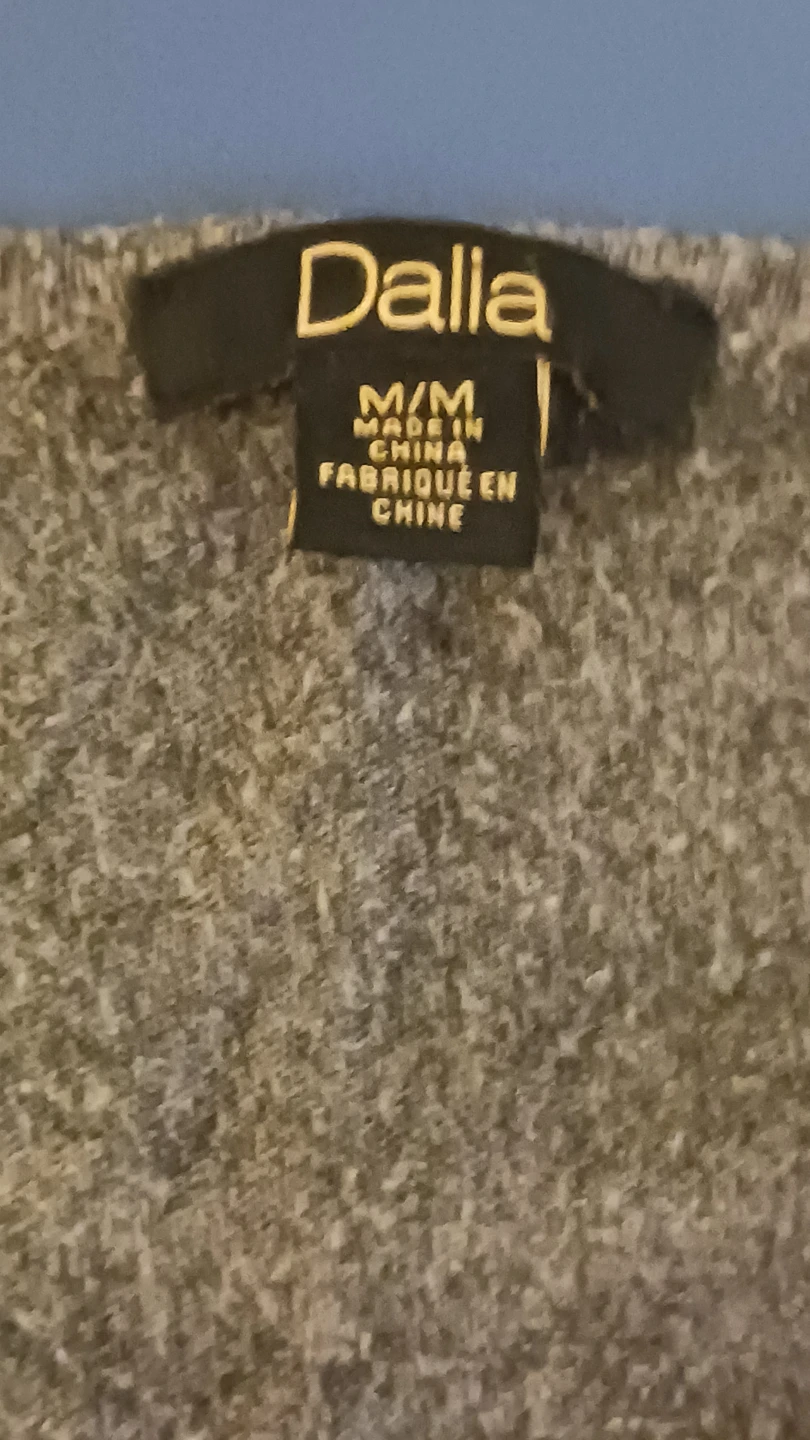 Dalia
M/M
MADE IN
CHINA
FABRIQUÉ EN
CHINE